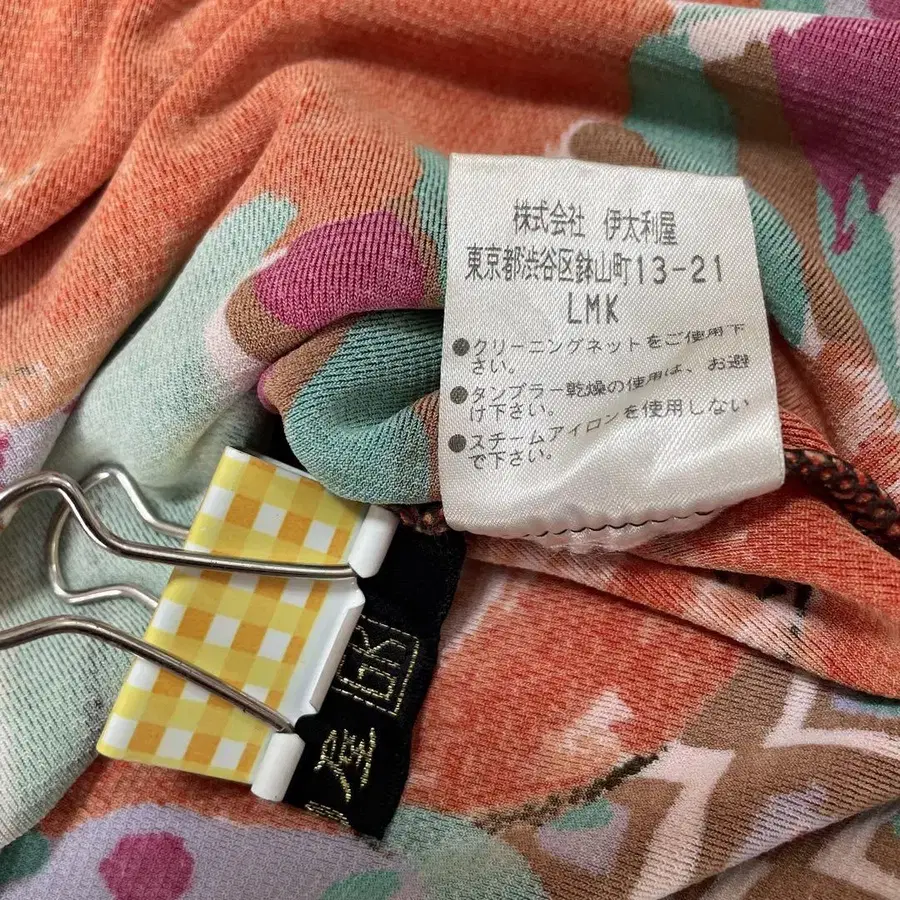 株式会社 伊太利屋
東京都渋谷区鉢山町13-21
LMK
●クリーニングネットをご使用下
さい。
●タンブラー乾燥の使用は、お避
け下さい。
●スチームアイロンを使用しない
で下さい。
屋